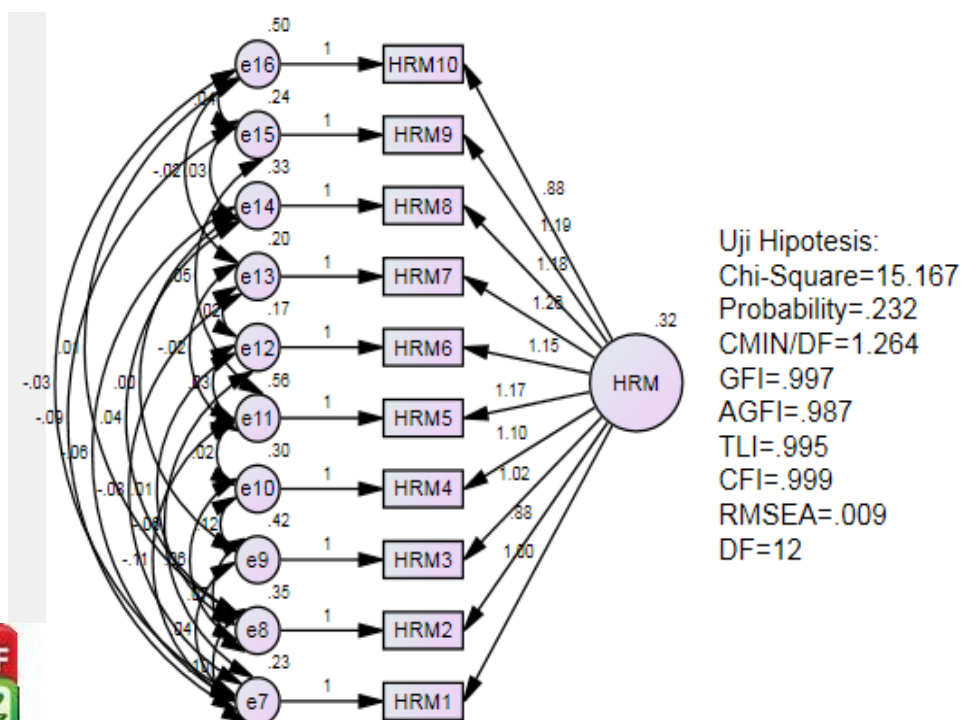 .50
e16
1
HRM10
.24
e15
1
HRM9
.33
e14
1
HRM8
.20
e13
1
HRM7
.17
e12
1
HRM6
.56
e11
1
HRM5
.30
e10
1
HRM4
.42
e9
1
HRM3
.35
e8
1
HRM2
.23
e7
1
HRM1
.88
1.19
1.18
1.15
1.17
1.10
1.02
.88
1.00
.32
HRM
-.02
.03
.05
.02
-.02
.03
.01
-.03
.00
-.09
.04
.02
.01
.12
-.11
.04
Uji Hipotesis:
Chi-Square=15.167
Probability=.232
CMIN/DF=1.264
GFI=.997
AGFI=.987
TLI=.995
CFI=.999
RMSEA=.009
DF=12